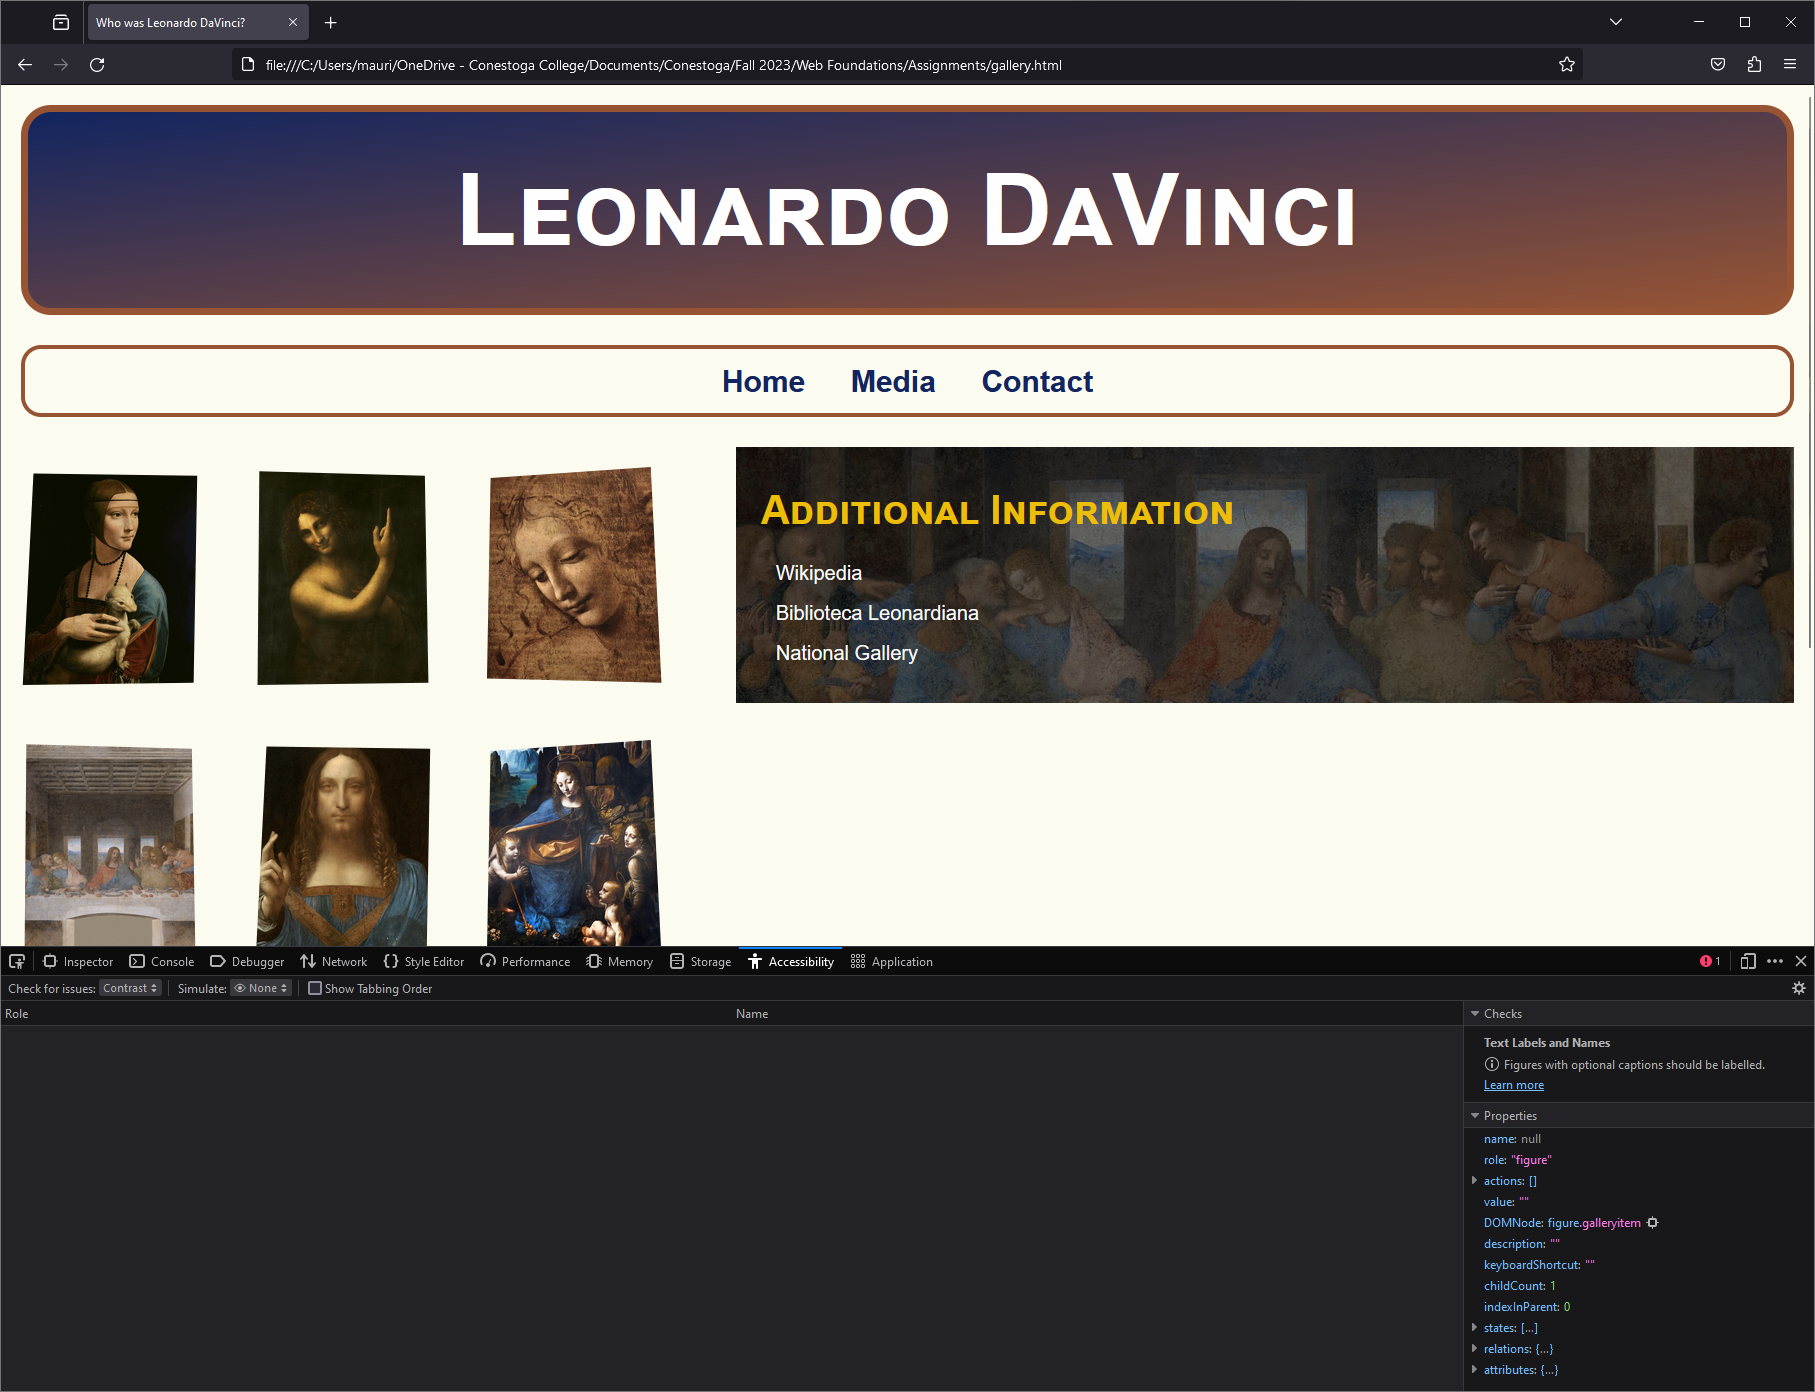 Who was Leonardo DaVinci?
file:///C:/Users/mauri/OneDrive - Conestoga College/Documents/Conestoga/Fall 2023/Web Foundations/Assignments/gallery.html
Leonardo DaVinci
Home Media Contact
Additional Information
Wikipedia
Biblioteca Leonardiana
National Gallery
Inspector Console Debugger Network Style Editor Performance Memory Storage Accessibility Application 1
Check for issues: Contrast Simulate: None Show Tabbing Order
Role Name Checks
Text Labels and Names
Figures with optional captions should be labelled.
Learn more
Properties
name: null
role: "figure"
actions: []
value: ""
DOMNode: figure.galleryitem
description: ""
keyboardShortcut: ""
childCount: 1
indexInParent: 0
states: [...]
relations: {...}
attributes: {...}